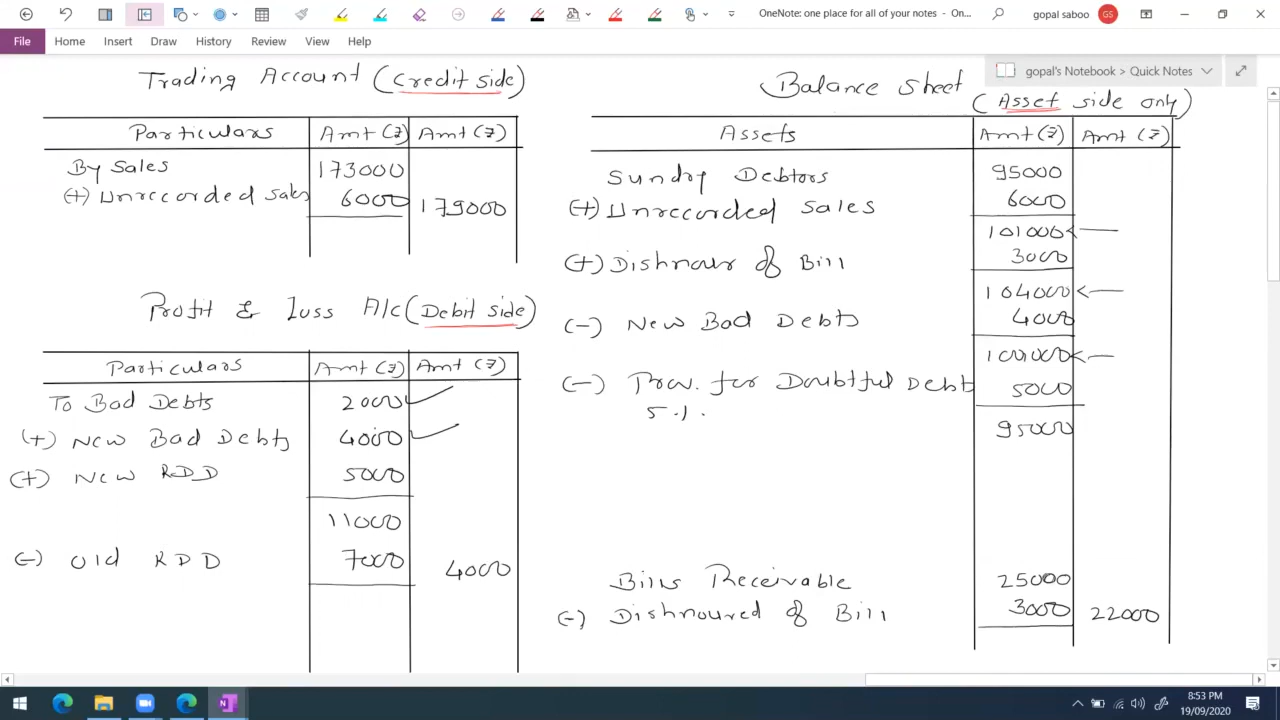 OneNote: one place for all of your notes - On...
gopal saboo
GS
File Home Insert Draw History Review View Help
gopal's Notebook > Quick Notes
Trading Account (Credit side)
Particulars Amt (₹) Amt (₹)
By Sales 173000
(+) Unrecorded Sales 6000 179000
Profit & Loss A/c (Debit side)
Particulars Amt (₹) Amt (₹)
To Bad Debts 2000
(+) New Bad Debts 4000
(+) New RDD 5000
11000
(-) Old RDD 7000 4000
Balance Sheet
(Asset side only)
Assets Amt (₹) Amt (₹)
Sundry Debtors 95000
(+) Unrecorded Sales 6000
101000
(+) Dishnour of Bill 3000
104000
(-) New Bad Debts 4000
100000
(-) Prov. for Doubtful Debt 5000
5%
95000
Bills Receivable 25000
(-) Dishnoured of Bill 3000 22000
8:53 PM
19/09/2020